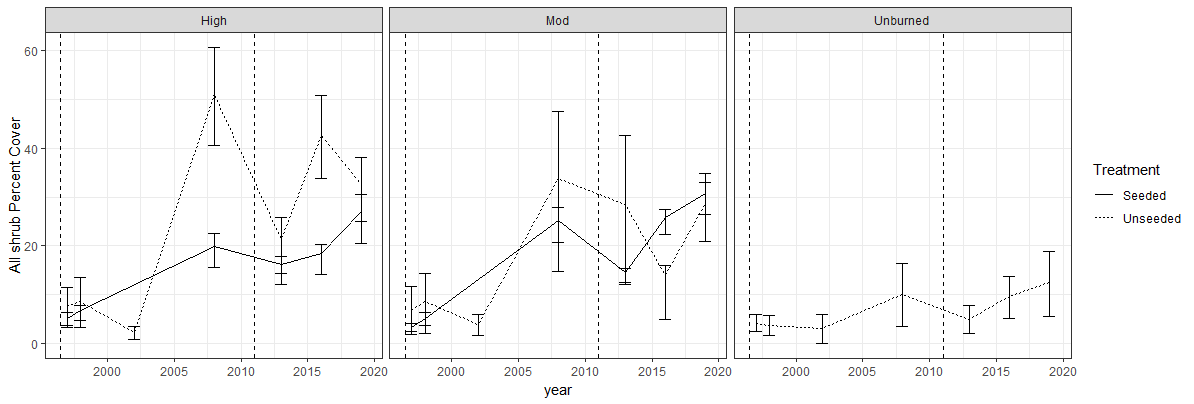 High Mod Unburned
All shrub Percent Cover
60
40
20
0
2000 2005 2010 2015 2020 2000 2005 2010 2015 2020 2000 2005 2010 2015 2020
year
Treatment
Seeded
Unseeded